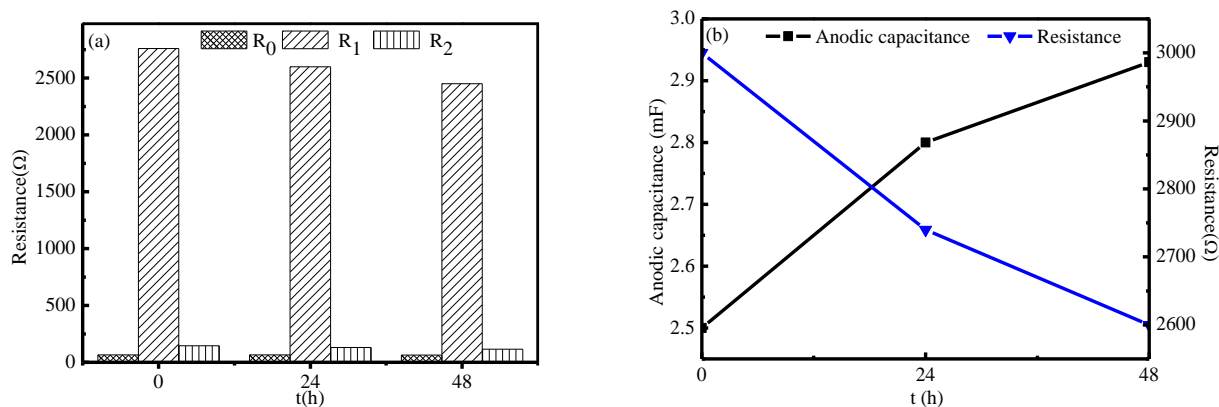 (a)
R0 R1 R2
2500
2000
1500
1000
500
0
Resistance(Ω)
0 24 48
t(h)
(b)
Anodic capacitance Resistance
3.0
2.9
2.8
2.7
2.6
2.5
Anodic capacitance (mF)
3000
2900
2800
2700
2600
Resistance(Ω)
0 24 48
t (h)